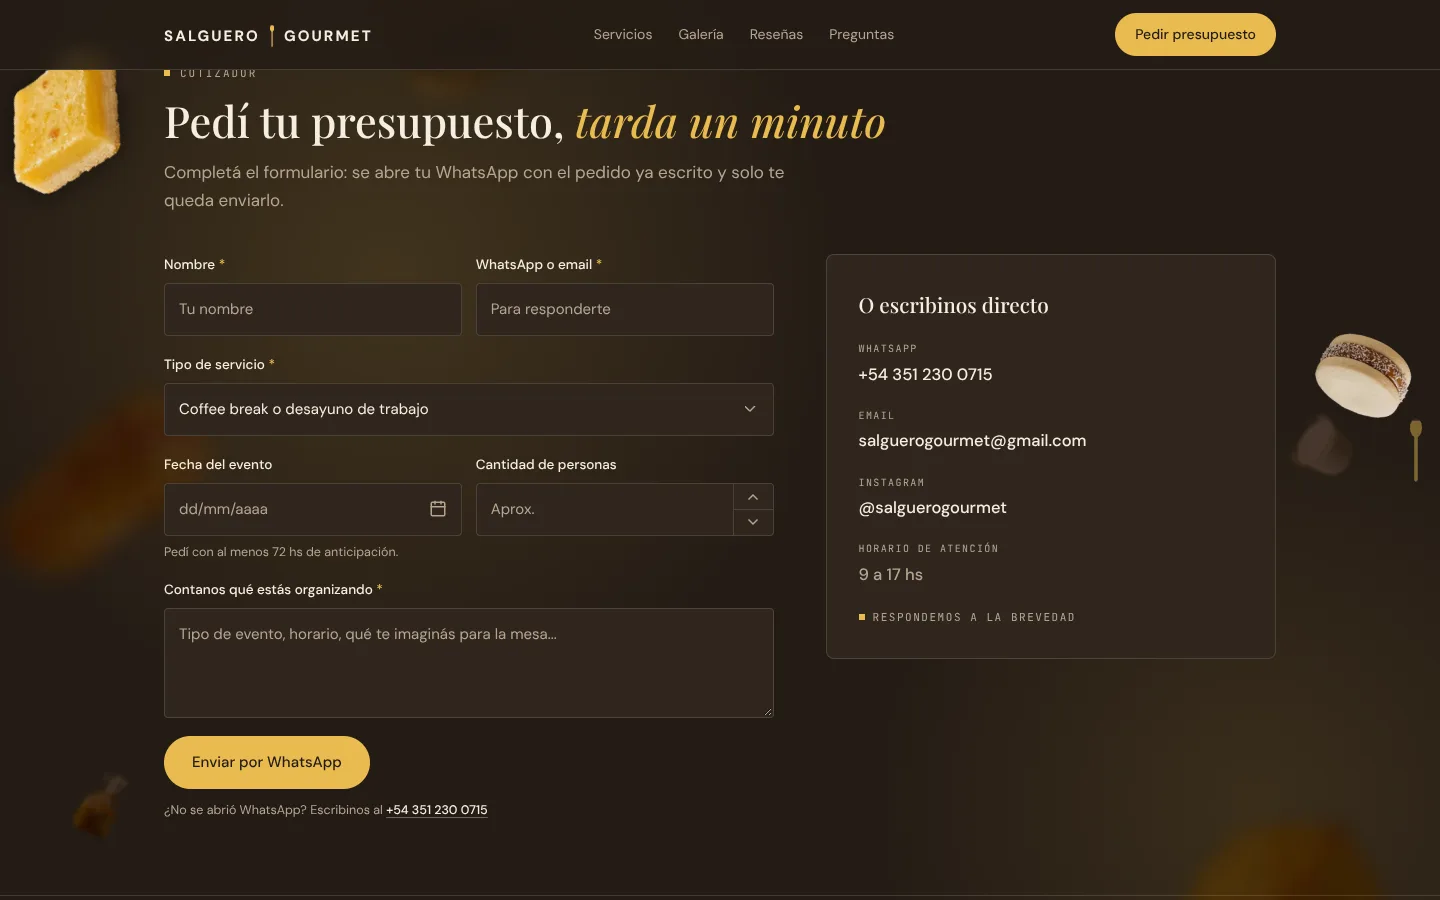 SALGUERO GOURMET
Servicios
Galería
Reseñas
Preguntas
Pedir presupuesto
COTIZADOR
Pedí tu presupuesto, tarda un minuto
Completá el formulario: se abre tu WhatsApp con el pedido ya escrito y solo te
queda enviarlo.
Nombre *
WhatsApp o email *
Tu nombre
Para responderte
Tipo de servicio *
Coffee break o desayuno de trabajo
Fecha del evento
Cantidad de personas
dd/mm/aaaa
Aprox.
Pedí con al menos 72 hs de anticipación.
Contanos qué estás organizando *
Tipo de evento, horario, qué te imaginás para la mesa...
Enviar por WhatsApp
¿No se abrió WhatsApp? Escribinos al +54 351 230 0715
O escribinos directo
WHATSAPP
+54 351 230 0715
EMAIL
salguerogourmet@gmail.com
INSTAGRAM
@salguerogourmet
HORARIO DE ATENCIÓN
9 a 17 hs
RESPONDEMOS A LA BREVEDAD